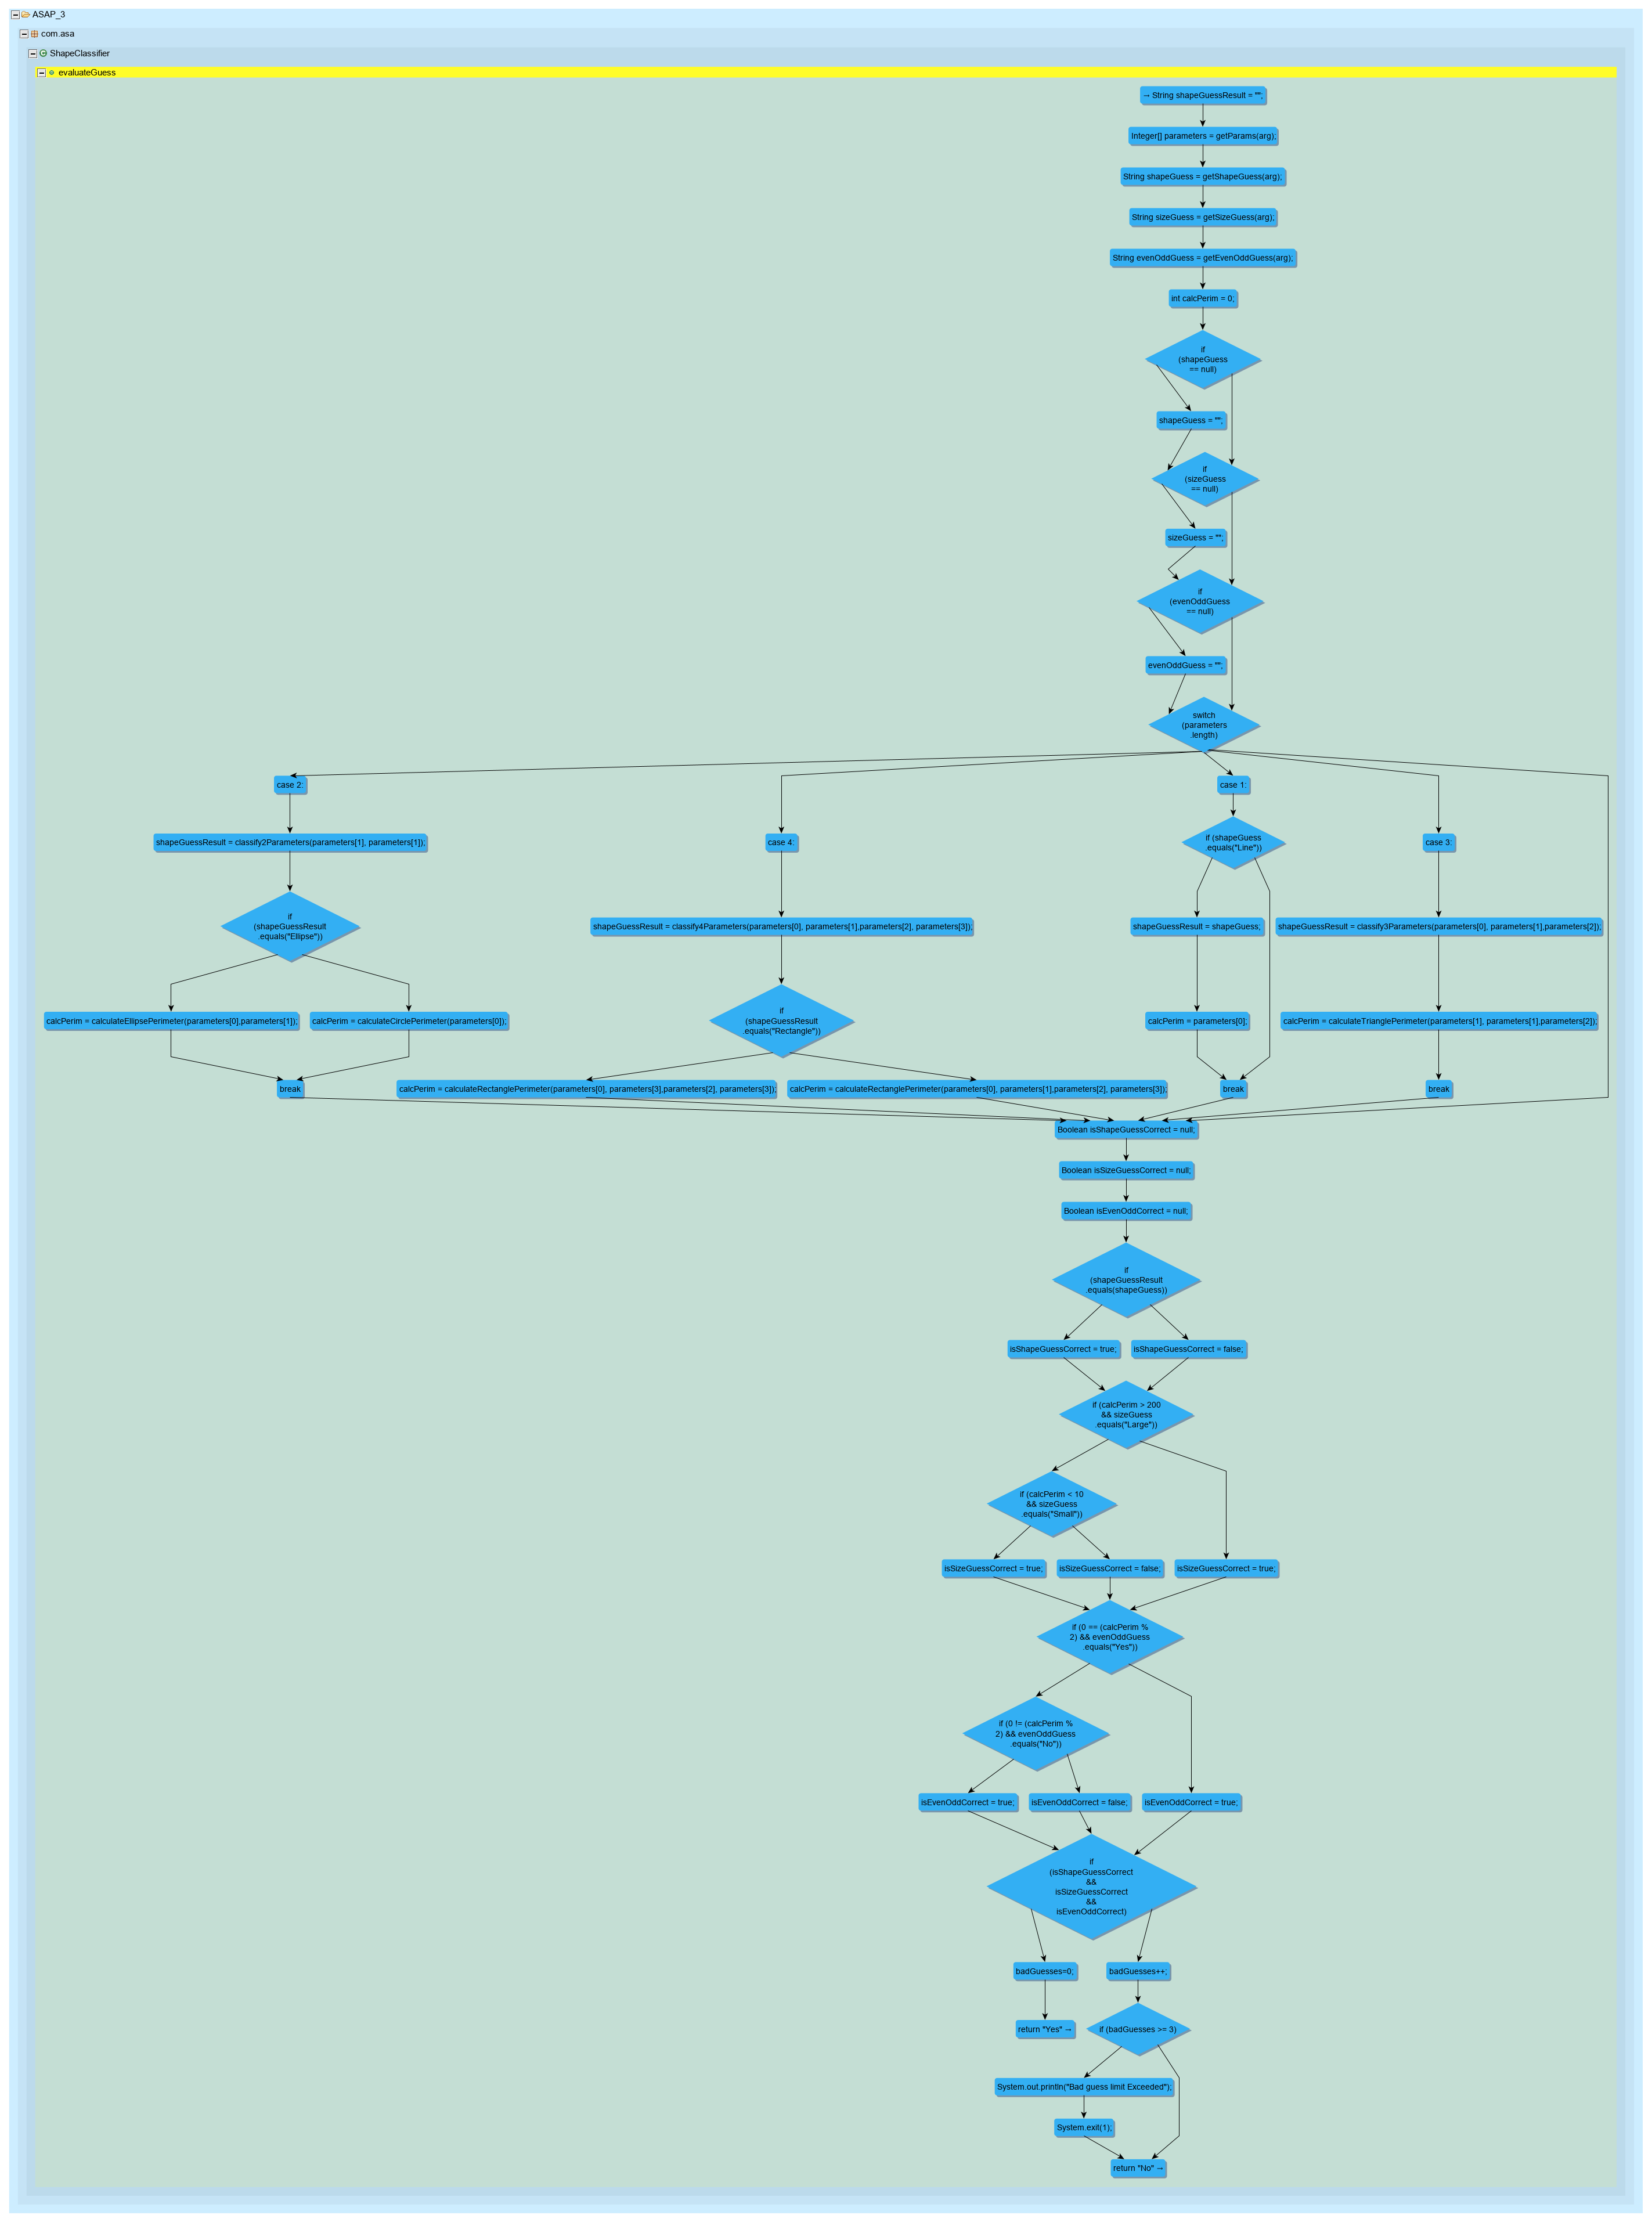 ASAP_3
com.asa
ShapeClassifier
evaluateGuess
→ String shapeGuessResult = "";
Integer[] parameters = getParams(arg);
String shapeGuess = getShapeGuess(arg);
String sizeGuess = getSizeGuess(arg);
String evenOddGuess = getEvenOddGuess(arg);
int calcPerim = 0;
if
(shapeGuess
== null)
shapeGuess = "";
if
(sizeGuess
== null)
sizeGuess = "";
if
(evenOddGuess
== null)
evenOddGuess = "";
switch
(parameters
.length)
case 2:
case 1:
shapeGuessResult = classify2Parameters(parameters[1], parameters[1]);
case 4:
if (shapeGuess
.equals("Line"))
case 3:
if
(shapeGuessResult
.equals("Ellipse"))
shapeGuessResult = classify4Parameters(parameters[0], parameters[1],parameters[2], parameters[3]);
shapeGuessResult = shapeGuess;
shapeGuessResult = classify3Parameters(parameters[0], parameters[1],parameters[2]);
calcPerim = calculateEllipsePerimeter(parameters[0],parameters[1]);
calcPerim = calculateCirclePerimeter(parameters[0]);
if
(shapeGuessResult
.equals("Rectangle"))
calcPerim = parameters[0];
calcPerim = calculateTrianglePerimeter(parameters[1], parameters[1],parameters[2]);
break
calcPerim = calculateRectanglePerimeter(parameters[0], parameters[3],parameters[2], parameters[3]);
calcPerim = calculateRectanglePerimeter(parameters[0], parameters[1],parameters[2], parameters[3]);
break
break
Boolean isShapeGuessCorrect = null;
Boolean isSizeGuessCorrect = null;
Boolean isEvenOddCorrect = null;
if
(shapeGuessResult
.equals(shapeGuess))
isShapeGuessCorrect = true;
isShapeGuessCorrect = false;
if (calcPerim > 200
&& sizeGuess
.equals("Large"))
if (calcPerim < 10
&& sizeGuess
.equals("Small"))
isSizeGuessCorrect = true;
isSizeGuessCorrect = false;
isSizeGuessCorrect = true;
if (0 == (calcPerim %
2) && evenOddGuess
.equals("Yes"))
if (0 != (calcPerim %
2) && evenOddGuess
.equals("No"))
isEvenOddCorrect = true;
isEvenOddCorrect = false;
isEvenOddCorrect = true;
if
(isShapeGuessCorrect
&&
isSizeGuessCorrect
&&
isEvenOddCorrect)
badGuesses=0;
badGuesses++;
return "Yes" →
if (badGuesses >= 3)
System.out.println("Bad guess limit Exceeded");
System.exit(1);
return "No" →